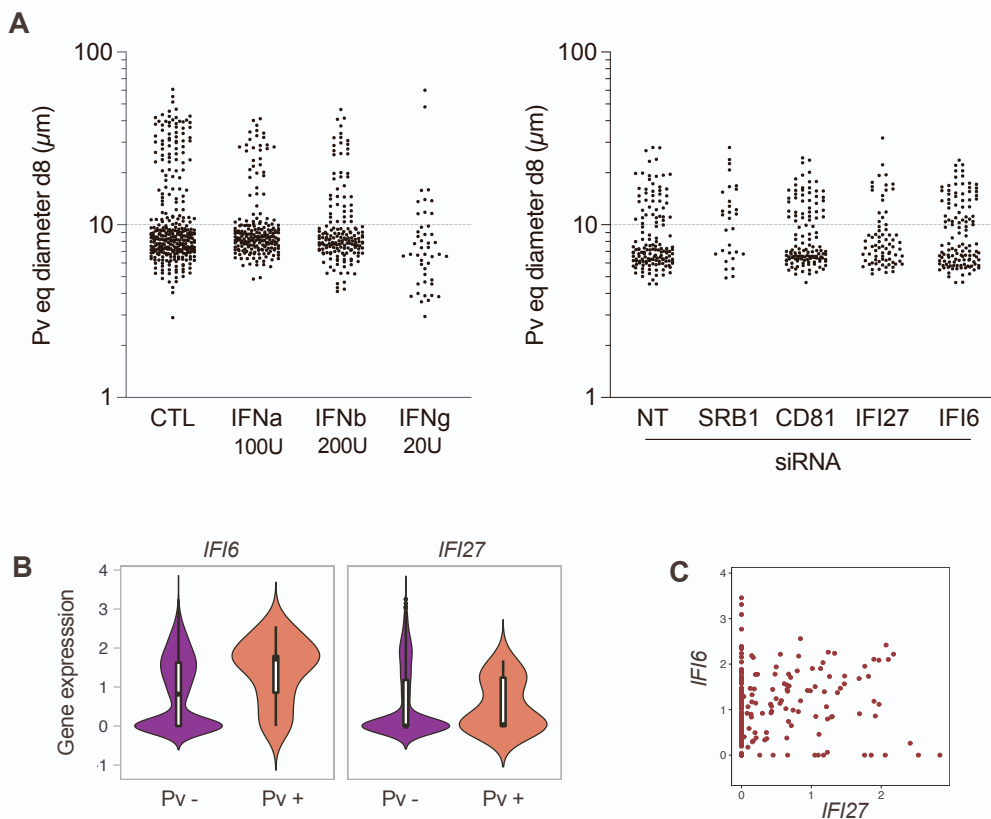 A
Pv eq diameter d8 (µm)
100
10
1
CTL
IFNa
100U
IFNb
200U
IFNg
20U
Pv eq diameter d8 (µm)
100
10
1
NT
SRB1
CD81
IFI27
IFI6
siRNA
B
IFI6
IFI27
Gene expresssion
4
3
2
1
0
-1
Pv -
Pv +
Pv -
Pv +
C
IFI6
4
3
2
1
0
0
1
2
IFI27